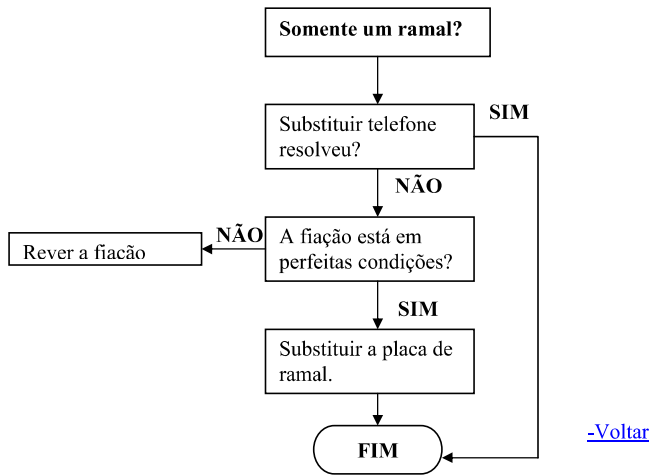 Somente um ramal?
SIM
Substituir telefone
resolveu?
NÃO
NÃO
A fiação está em
perfeitas condições?
Rever a fiacão
SIM
Substituir a placa de
ramal.
FIM
-Voltar